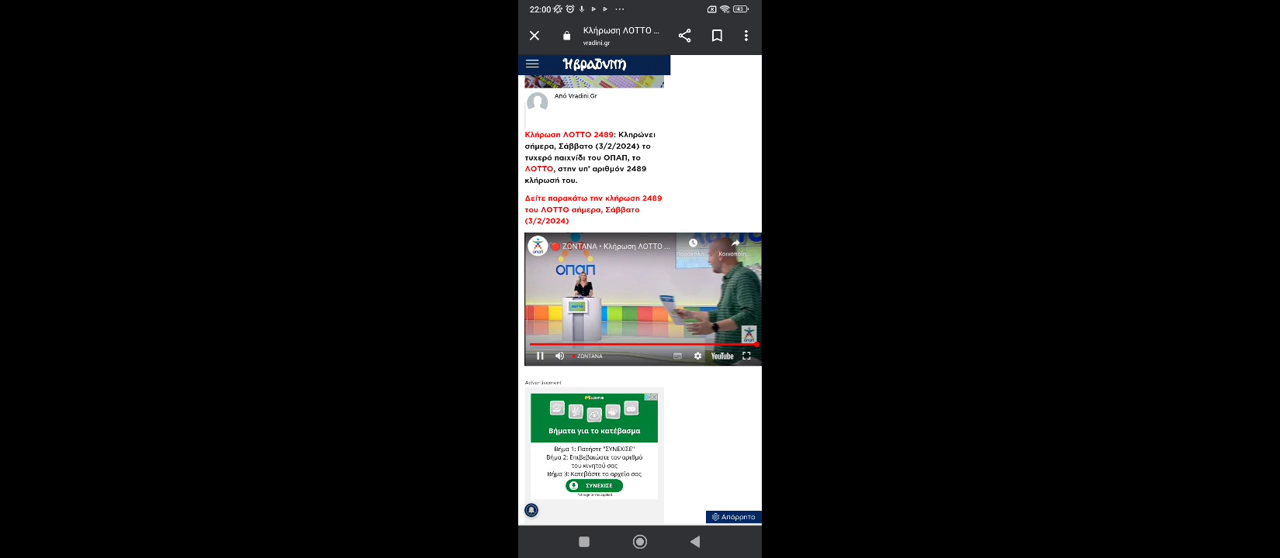 22:00
Κλήρωση ΛΟΤΤΟ ...
vradini.gr
Η βραδυνή
Από Vradini.Gr
Κλήρωση ΛΟΤΤΟ 2489: Κληρώνει
σήμερα, Σάββατο (3/2/2024) το
τυχερό παιχνίδι του ΟΠΑΠ, το
ΛΟΤΤΟ, στην υπ' αριθμόν 2489
κλήρωσή του.
Δείτε παρακάτω την κλήρωση 2489
του ΛΟΤΤΟ σήμερα, Σάββατο
(3/2/2024)
ΖΩΝΤΑΝΑ • Κλήρωση ΛΟΤΤΟ ...
Κοινοποίη...
οπαπ
ΖΩΝΤΑΝΑ
YouTube
Advertisement
Βήματα για το κατέβασμα
Βήμα 1: Πατήστε "ΣΥΝΕΧΙΣΕ"
Βήμα 2: Επιβεβαιώσετε τον αριθμό
του κινητού σας
Βήμα 3: Κατεβάστε το αρχείο σας
ΣΥΝΕΧΙΣΕ
Απόρρητο